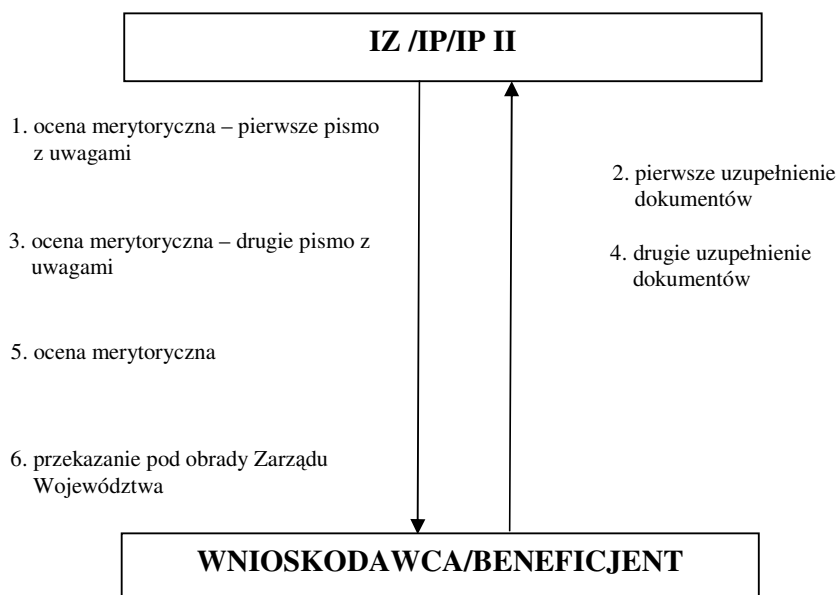 IZ /IP/IP II
1. ocena merytoryczna – pierwsze pismo
z uwagami
2. pierwsze uzupełnienie
dokumentów
3. ocena merytoryczna – drugie pismo z
uwagami
4. drugie uzupełnienie
dokumentów
5. ocena merytoryczna
6. przekazanie pod obrady Zarządu
Województwa
WNIOSKODAWCA/BENEFICJENT